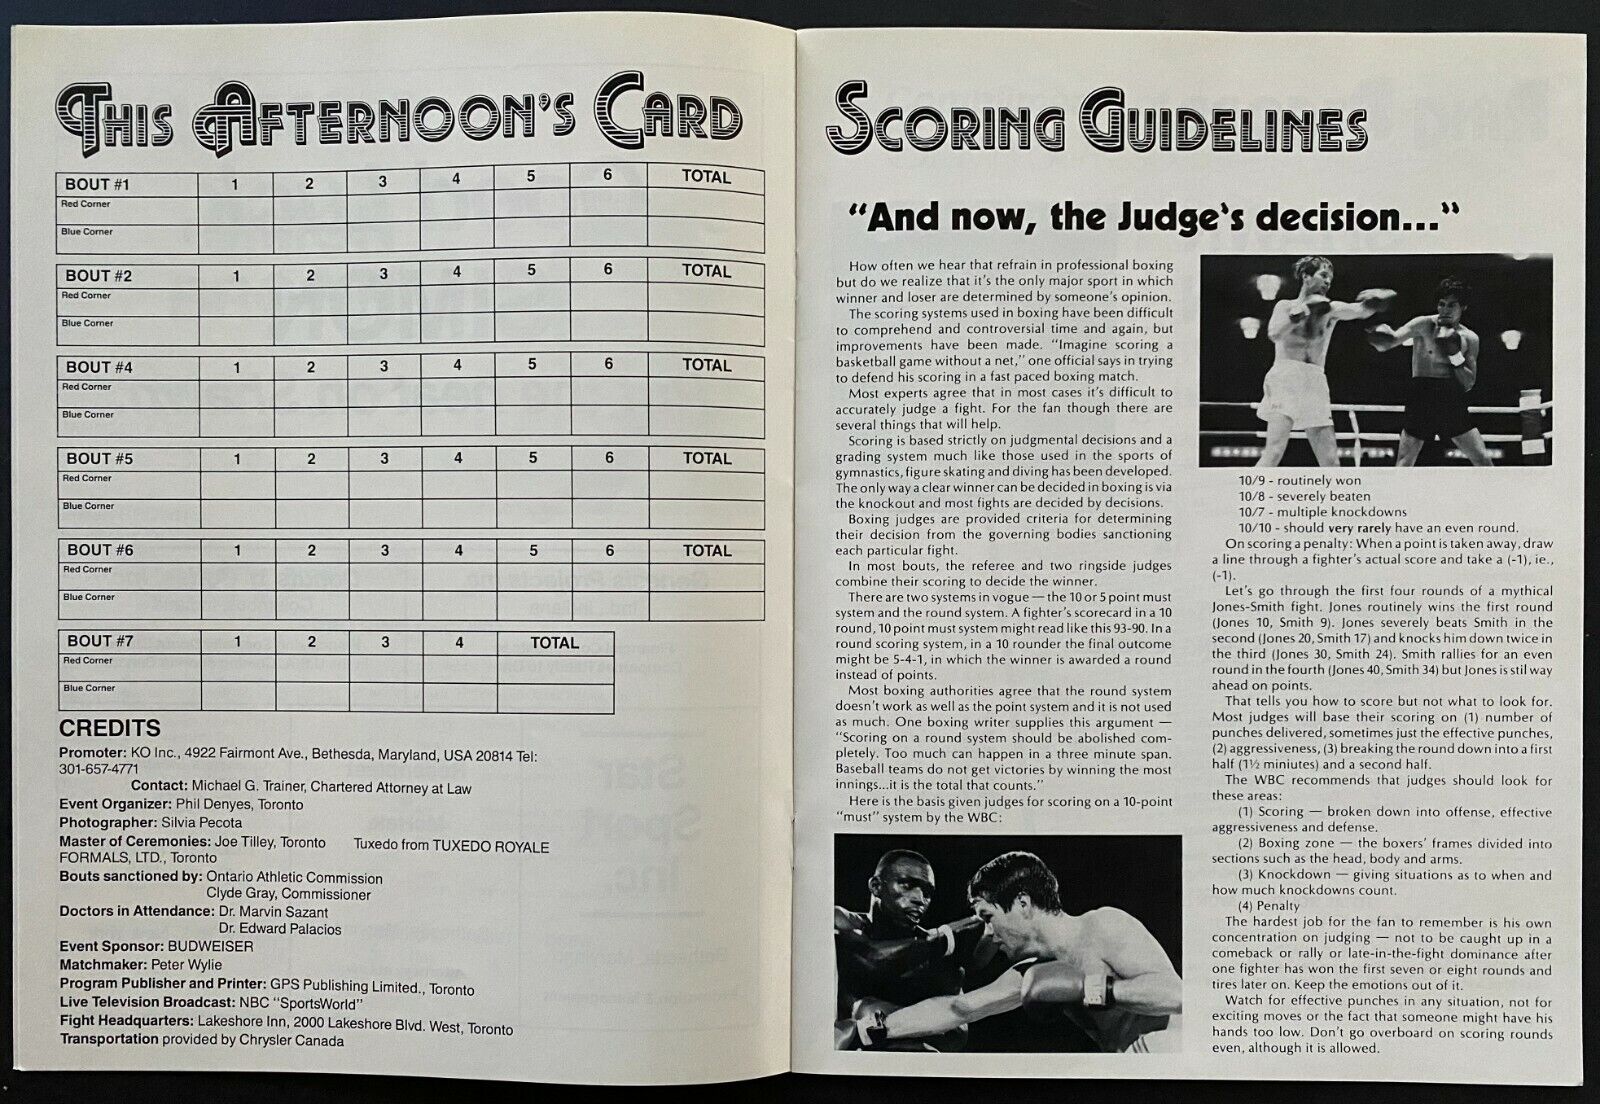 THIS AFTERNOON'S CARD
BOUT #1 1 2 3 4 5 6 TOTAL
Red Corner
Blue Corner
BOUT #2 1 2 3 4 5 6 TOTAL
Red Corner
Blue Corner
BOUT #4 1 2 3 4 5 6 TOTAL
Red Corner
Blue Corner
BOUT #5 1 2 3 4 5 6 TOTAL
Red Corner
Blue Corner
BOUT #6 1 2 3 4 5 6 TOTAL
Red Corner
Blue Corner
BOUT #7 1 2 3 4 TOTAL
Red Corner
Blue Corner
CREDITS
Promoter: KO Inc., 4922 Fairmont Ave., Bethesda, Maryland, USA 20814 Tel:
301-657-4771
Contact: Michael G. Trainer, Chartered Attorney at Law
Event Organizer: Phil Denyes, Toronto
Photographer: Silvia Pecota
Master of Ceremonies: Joe Tilley, Toronto Tuxedo from TUXEDO ROYALE
FORMALS, LTD., Toronto
Bouts sanctioned by: Ontario Athletic Commission
Clyde Gray, Commissioner
Doctors in Attendance: Dr. Marvin Sazant
Dr. Edward Palacios
Event Sponsor: BUDWEISER
Matchmaker: Peter Wylie
Program Publisher and Printer: GPS Publishing Limited., Toronto
Live Television Broadcast: NBC "SportsWorld"
Fight Headquarters: Lakeshore Inn, 2000 Lakeshore Blvd. West, Toronto
Transportation provided by Chrysler Canada
SCORING GUIDELINES
"And now, the Judge's decision..."
How often we hear that refrain in professional boxing
but do we realize that it's the only major sport in which
winner and loser are determined by someone's opinion.
The scoring systems used in boxing have been difficult
to comprehend and controversial time and again, but
improvements have been made. "Imagine scoring a
basketball game without a net," one official says in trying
to defend his scoring in a fast paced boxing match.
Most experts agree that in most cases it's difficult to
accurately judge a fight. For the fan though there are
several things that will help.
Scoring is based strictly on judgmental decisions and a
grading system much like those used in the sports of
gymnastics, figure skating and diving has been developed.
The only way a clear winner can be decided in boxing is via
the knockout and most fights are decided by decisions.
Boxing judges are provided criteria for determining
their decision from the governing bodies sanctioning
each particular fight.
In most bouts, the referee and two ringside judges
combine their scoring to decide the winner.
There are two systems in vogue — the 10 or 5 point must
system and the round system. A fighter's scorecard in a 10
round, 10 point must system might read like this 93-90. In a
round scoring system, in a 10 rounder the final outcome
might be 5-4-1, in which the winner is awarded a round
instead of points.
Most boxing authorities agree that the round system
doesn't work as well as the point system and it is not used
as much. One boxing writer supplies this argument —
"Scoring on a round system should be abolished com-
pletely. Too much can happen in a three minute span.
Baseball teams do not get victories by winning the most
innings...it is the total that counts."
Here is the basis given judges for scoring on a 10-point
"must" system by the WBC:
10/9 - routinely won
10/8 - severely beaten
10/7 - multiple knockdowns
10/10 - should very rarely have an even round.
On scoring a penalty: When a point is taken away, draw
a line through a fighter's actual score and take a (-1), ie.,
(-1).
Let's go through the first four rounds of a mythical
Jones-Smith fight. Jones routinely wins the first round
(Jones 10, Smith 9). Jones severely beats Smith in the
second (Jones 20, Smith 17) and knocks him down twice in
the third (Jones 30, Smith 24). Smith rallies for an even
round in the fourth (Jones 40, Smith 34) but Jones is stil way
ahead on points.
That tells you how to score but not what to look for.
Most judges will base their scoring on (1) number of
punches delivered, sometimes just the effective punches,
(2) aggressiveness, (3) breaking the round down into a first
half (1½ miniutes) and a second half.
The WBC recommends that judges should look for
these areas:
(1) Scoring — broken down into offense, effective
aggressiveness and defense.
(2) Boxing zone — the boxers' frames divided into
sections such as the head, body and arms.
(3) Knockdown — giving situations as to when and
how much knockdowns count.
(4) Penalty
The hardest job for the fan to remember is his own
concentration on judging — not to be caught up in a
comeback or rally or late-in-the-fight dominance after
one fighter has won the first seven or eight rounds and
tires later on. Keep the emotions out of it.
Watch for effective punches in any situation, not for
exciting moves or the fact that someone might have his
hands too low. Don't go overboard on scoring rounds
even, although it is allowed.